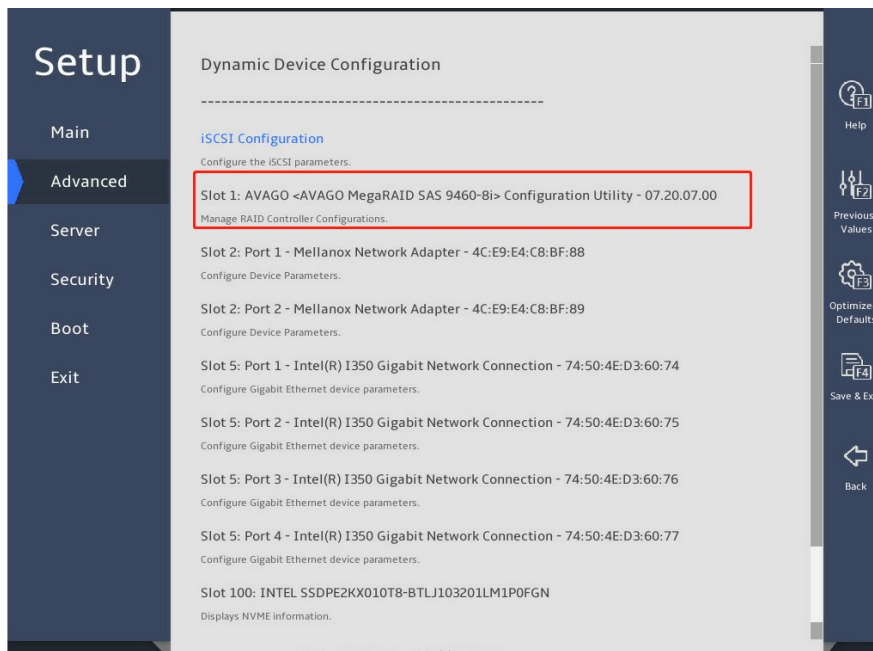 Setup
Main
Advanced
Server
Security
Boot
Exit
Dynamic Device Configuration
--------------------------------------------------
iSCSI Configuration
Configure the iSCSI parameters.
Slot 1: AVAGO <AVAGO MegaRAID SAS 9460-8i> Configuration Utility - 07.20.07.00
Manage RAID Controller Configurations.
Slot 2: Port 1 - Mellanox Network Adapter - 4C:E9:E4:C8:BF:88
Configure Device Parameters.
Slot 2: Port 2 - Mellanox Network Adapter - 4C:E9:E4:C8:BF:89
Configure Device Parameters.
Slot 5: Port 1 - Intel(R) I350 Gigabit Network Connection - 74:50:4E:D3:60:74
Configure Gigabit Ethernet device parameters.
Slot 5: Port 2 - Intel(R) I350 Gigabit Network Connection - 74:50:4E:D3:60:75
Configure Gigabit Ethernet device parameters.
Slot 5: Port 3 - Intel(R) I350 Gigabit Network Connection - 74:50:4E:D3:60:76
Configure Gigabit Ethernet device parameters.
Slot 5: Port 4 - Intel(R) I350 Gigabit Network Connection - 74:50:4E:D3:60:77
Configure Gigabit Ethernet device parameters.
Slot 100: INTEL SSDPE2KX010T8-BTLJ103201LM1P0FGN
Displays NVME information.
F1
Help
F2
Previous
Values
F3
Optimize
Default
F4
Save & Ex
Back